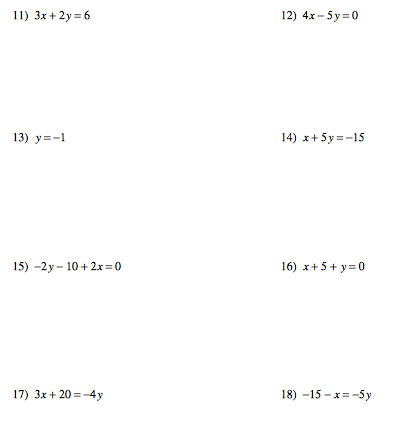 11) 3x + 2y = 6
12) 4x – 5y = 0
13) y = –1
14) x + 5y = –15
15) –2y – 10 + 2x = 0
16) x + 5 + y = 0
17) 3x + 20 = –4y
18) –15 – x = –5y